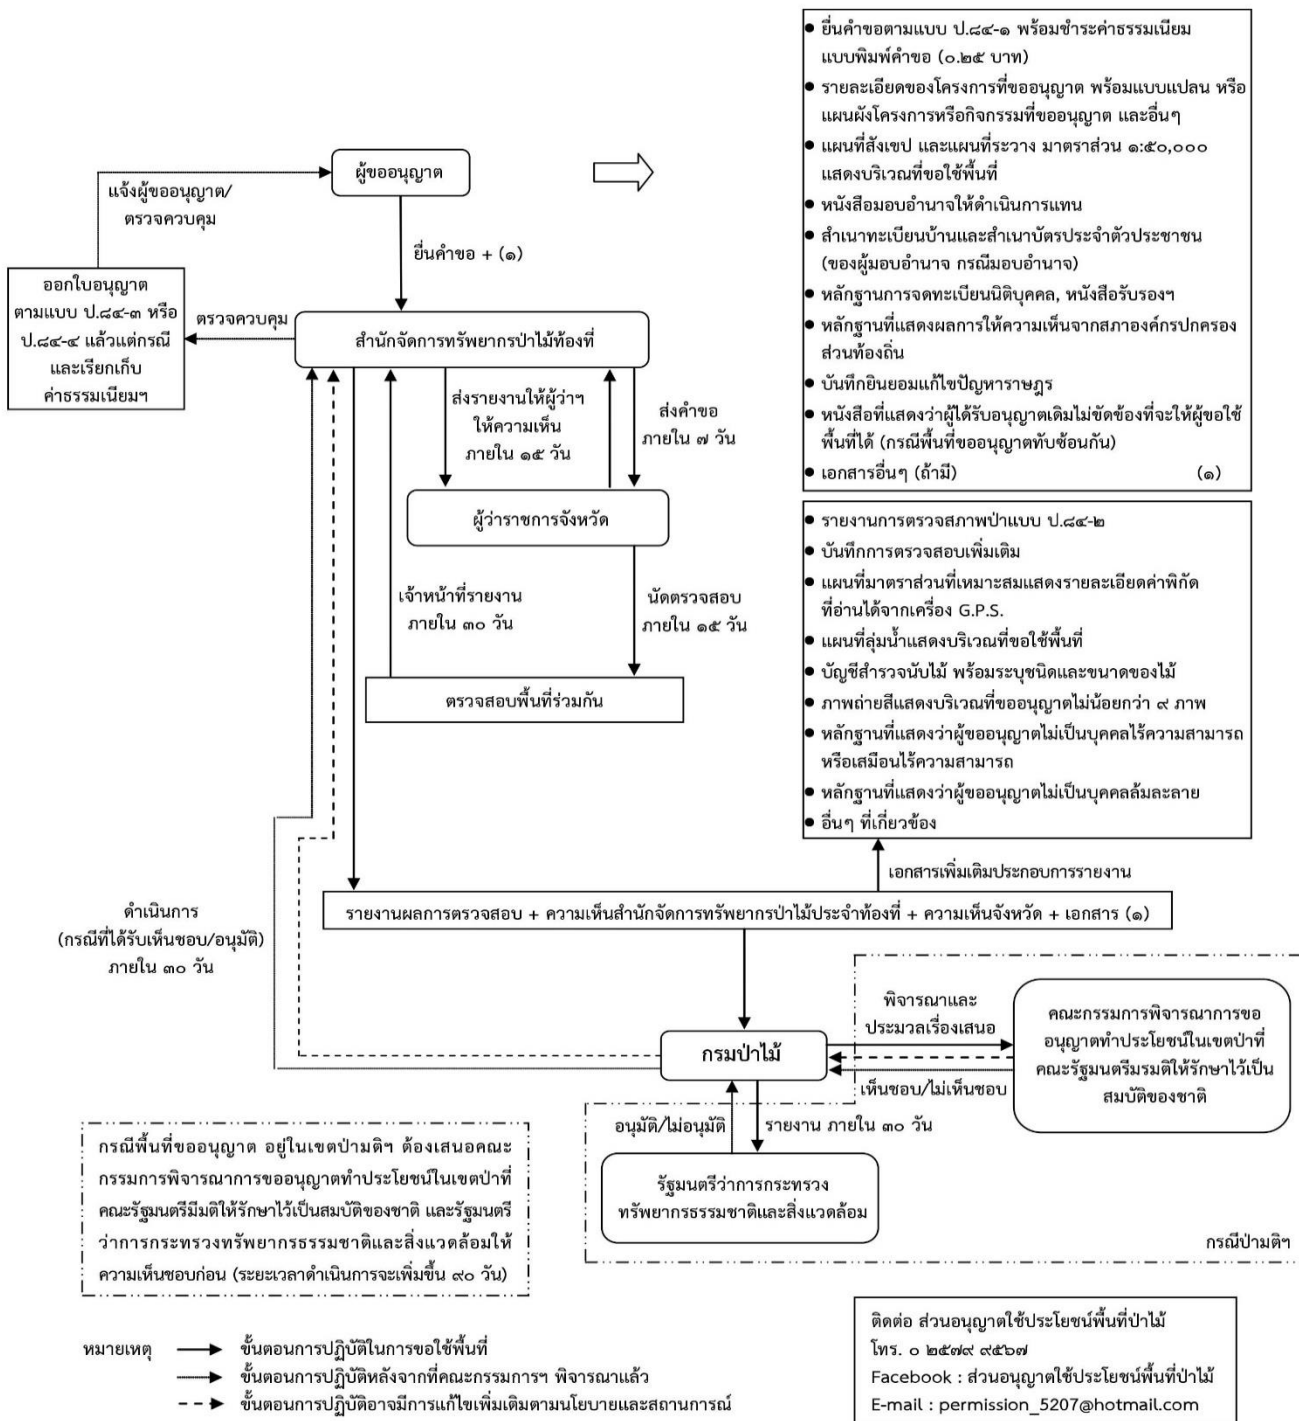 ● ยื่นคำขอตามแบบ ป.๘๔-๑ พร้อมชำระค่าธรรมเนียม
แบบพิมพ์คำขอ (๐.๒๕ บาท)
● รายละเอียดของโครงการที่ขออนุญาต พร้อมแบบแปลน หรือ
แผนผังโครงการหรือกิจกรรมที่ขออนุญาต และอื่นๆ
● แผนที่สังเขป และแผนที่ระวาง มาตราส่วน ๑:๕๐,๐๐๐
แสดงบริเวณที่ขอใช้พื้นที่
● หนังสือมอบอำนาจให้ดำเนินการแทน
● สำเนาทะเบียนบ้านและสำเนาบัตรประจำตัวประชาชน
(ของผู้มอบอำนาจ กรณีมอบอำนาจ)
● หลักฐานการจดทะเบียนนิติบุคคล, หนังสือรับรองฯ
● หลักฐานที่แสดงผลการให้ความเห็นจากสภาองค์กรปกครอง
ส่วนท้องถิ่น
● บันทึกยินยอมแก้ไขปัญหาราษฎร
● หนังสือที่แสดงว่าผู้ได้รับอนุญาตเดิมไม่ขัดข้องที่จะให้ผู้ขอใช้
พื้นที่ได้ (กรณีพื้นที่ขออนุญาตทับซ้อนกัน)
● เอกสารอื่นๆ (ถ้ามี) (๑)
ผู้ขออนุญาต
แจ้งผู้ขออนุญาต/
ตรวจควบคุม
ยื่นคำขอ + (๑)
ออกใบอนุญาต
ตามแบบ ป.๘๔-๓ หรือ
ป.๘๔-๔ แล้วแต่กรณี
และเรียกเก็บ
ค่าธรรมเนียมฯ
ตรวจควบคุม
สำนักจัดการทรัพยากรป่าไม้ท้องที่
ส่งรายงานให้ผู้ว่าฯ
ให้ความเห็น
ภายใน ๑๕ วัน
ส่งคำขอ
ภายใน ๗ วัน
ผู้ว่าราชการจังหวัด
เจ้าหน้าที่รายงาน
ภายใน ๓๐ วัน
นัดตรวจสอบ
ภายใน ๑๕ วัน
ตรวจสอบพื้นที่ร่วมกัน
● รายงานการตรวจสภาพป่าแบบ ป.๘๔-๒
● บันทึกการตรวจสอบเพิ่มเติม
● แผนที่มาตราส่วนที่เหมาะสมแสดงรายละเอียดค่าพิกัด
ที่อ่านได้จากเครื่อง G.P.S.
● แผนที่ลุ่มน้ำแสดงบริเวณที่ขอใช้พื้นที่
● บัญชีสำรวจนับไม้ พร้อมระบุชนิดและขนาดของไม้
● ภาพถ่ายสีแสดงบริเวณที่ขออนุญาตไม่น้อยกว่า ๙ ภาพ
● หลักฐานที่แสดงว่าผู้ขออนุญาตไม่เป็นบุคคลไร้ความสามารถ
หรือเสมือนไร้ความสามารถ
● หลักฐานที่แสดงว่าผู้ขออนุญาตไม่เป็นบุคคลล้มละลาย
● อื่นๆ ที่เกี่ยวข้อง
เอกสารเพิ่มเติมประกอบการรายงาน
รายงานผลการตรวจสอบ + ความเห็นสำนักจัดการทรัพยากรป่าไม้ประจำท้องที่ + ความเห็นจังหวัด + เอกสาร (๑)
ดำเนินการ
(กรณีที่ได้รับเห็นชอบ/อนุมัติ)
ภายใน ๓๐ วัน
กรมป่าไม้
พิจารณาและ
ประมวลเรื่องเสนอ
เห็นชอบ/ไม่เห็นชอบ
คณะกรรมการพิจารณาการขอ
อนุญาตทำประโยชน์ในเขตป่าที่
คณะรัฐมนตรีมรมติให้รักษาไว้เป็น
สมบัติของชาติ
อนุมัติ/ไม่อนุมัติ
รายงาน ภายใน ๓๐ วัน
รัฐมนตรีว่าการกระทรวง
ทรัพยากรธรรมชาติและสิ่งแวดล้อม
กรณีป่ามติฯ
กรณีพื้นที่ขออนุญาต อยู่ในเขตป่ามติฯ ต้องเสนอคณะ
กรรมการพิจารณาการขออนุญาตทำประโยชน์ในเขตป่าที่
คณะรัฐมนตรีมีมติให้รักษาไว้เป็นสมบัติของชาติ และรัฐมนตรี
ว่าการกระทรวงทรัพยากรธรรมชาติและสิ่งแวดล้อมให้
ความเห็นชอบก่อน (ระยะเวลาดำเนินการจะเพิ่มขึ้น ๙๐ วัน)
หมายเหตุ ขั้นตอนการปฏิบัติในการขอใช้พื้นที่
ขั้นตอนการปฏิบัติหลังจากที่คณะกรรมการฯ พิจารณาแล้ว
ขั้นตอนการปฏิบัติอาจมีการแก้ไขเพิ่มเติมตามนโยบายและสถานการณ์
ติดต่อ ส่วนอนุญาตใช้ประโยชน์พื้นที่ป่าไม้
โทร. ๐ ๒๕๗๙ ๙๕๖๗
Facebook : ส่วนอนุญาตใช้ประโยชน์พื้นที่ป่าไม้
E-mail : permission_5207@hotmail.com